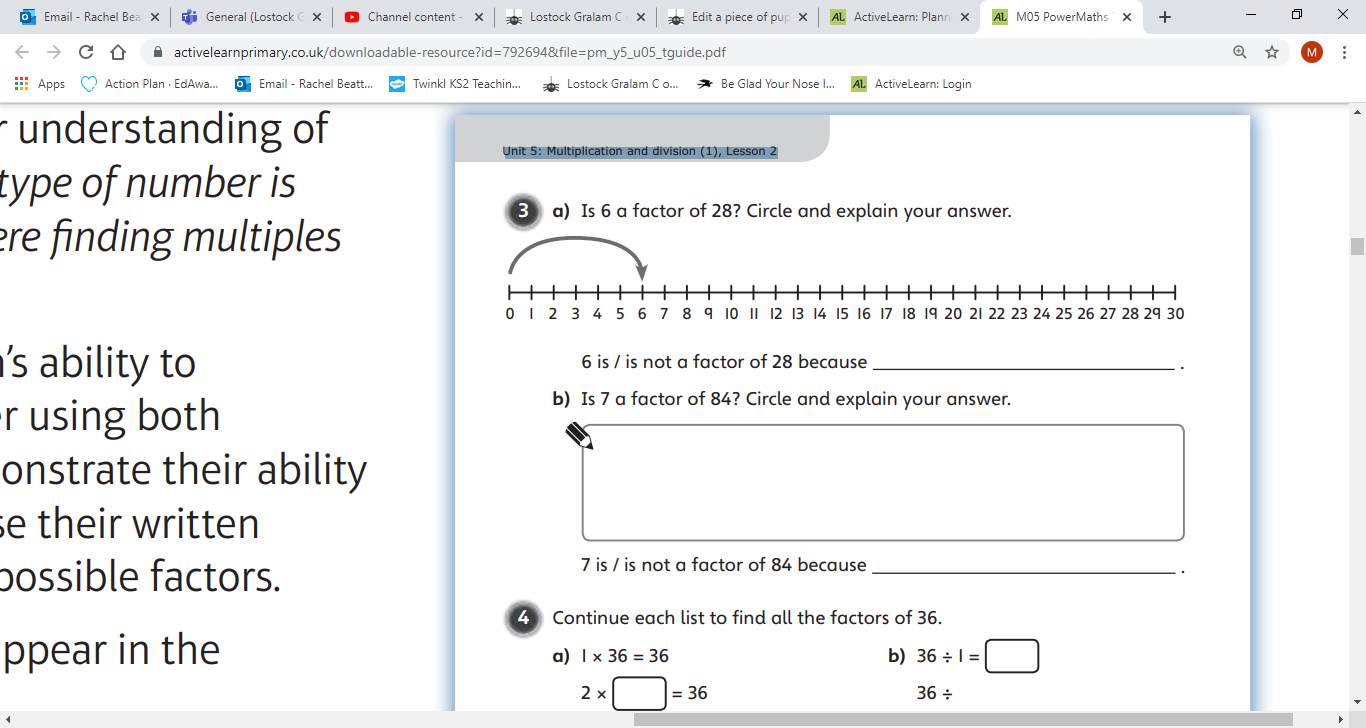 Email - Rachel Bea
General (Lostock G
Channel content -
Lostock Gralam C
Edit a piece of pup
ActiveLearn: Plann
M05 PowerMaths
activelearnprimary.co.uk/downloadable-resource?id=792694&file=pm_y5_u05_tguide.pdf
M
Apps
Action Plan · EdAwa...
Email - Rachel Beatt...
Twinkl KS2 Teachin...
Lostock Gralam C o...
Be Glad Your Nose I...
ActiveLearn: Login
r understanding of
type of number is
ere finding multiples
n's ability to
er using both
onstrate their ability
se their written
possible factors.
ppear in the
Unit 5: Multiplication and division (1), Lesson 2
3 a) Is 6 a factor of 28? Circle and explain your answer.
0 1 2 3 4 5 6 7 8 9 10 11 12 13 14 15 16 17 18 19 20 21 22 23 24 25 26 27 28 29 30
6 is / is not a factor of 28 because ______.
b) Is 7 a factor of 84? Circle and explain your answer.
7 is / is not a factor of 84 because ______.
4 Continue each list to find all the factors of 36.
a) 1 × 36 = 36
b) 36 ÷ 1 =
2 × = 36
36 ÷